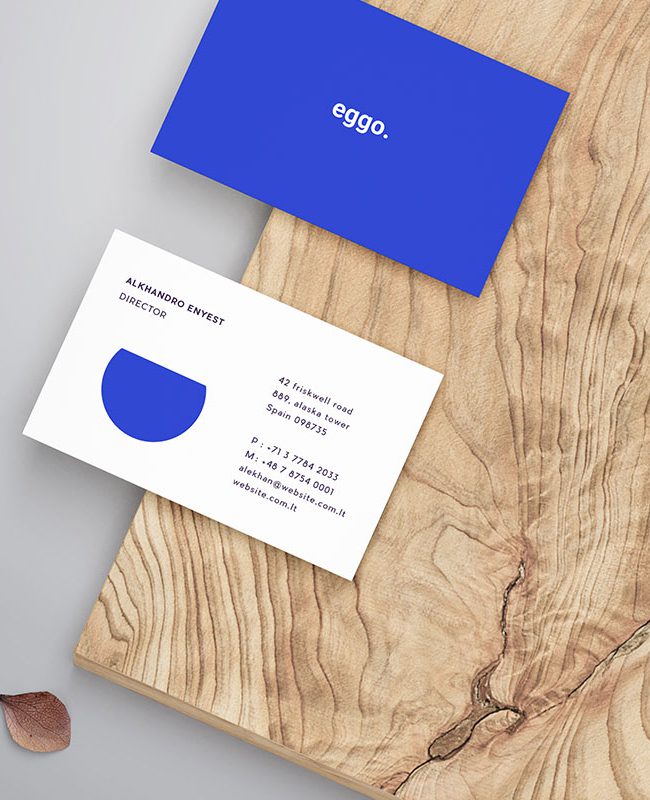 eggo.
ALKHANDRO ENYEST
DIRECTOR
42 friskwell road
889, alaska tower
Spain 098735
P : +71 3 7784 2033
M : +48 7 8754 0001
alekhan@website.com.lt
website.com.lt